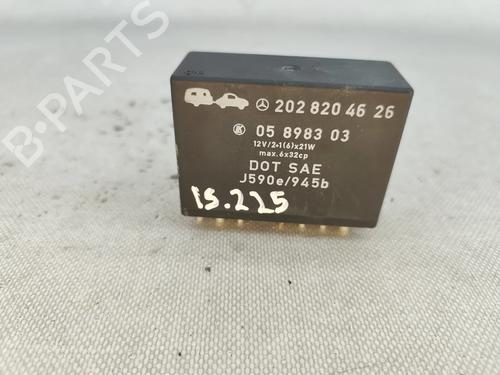 202 820 46 26
05 8983 03
12V/2+1(6)x21W
max.6x32cp
DOT SAE
J590e/945b
15.225
B-PARTS